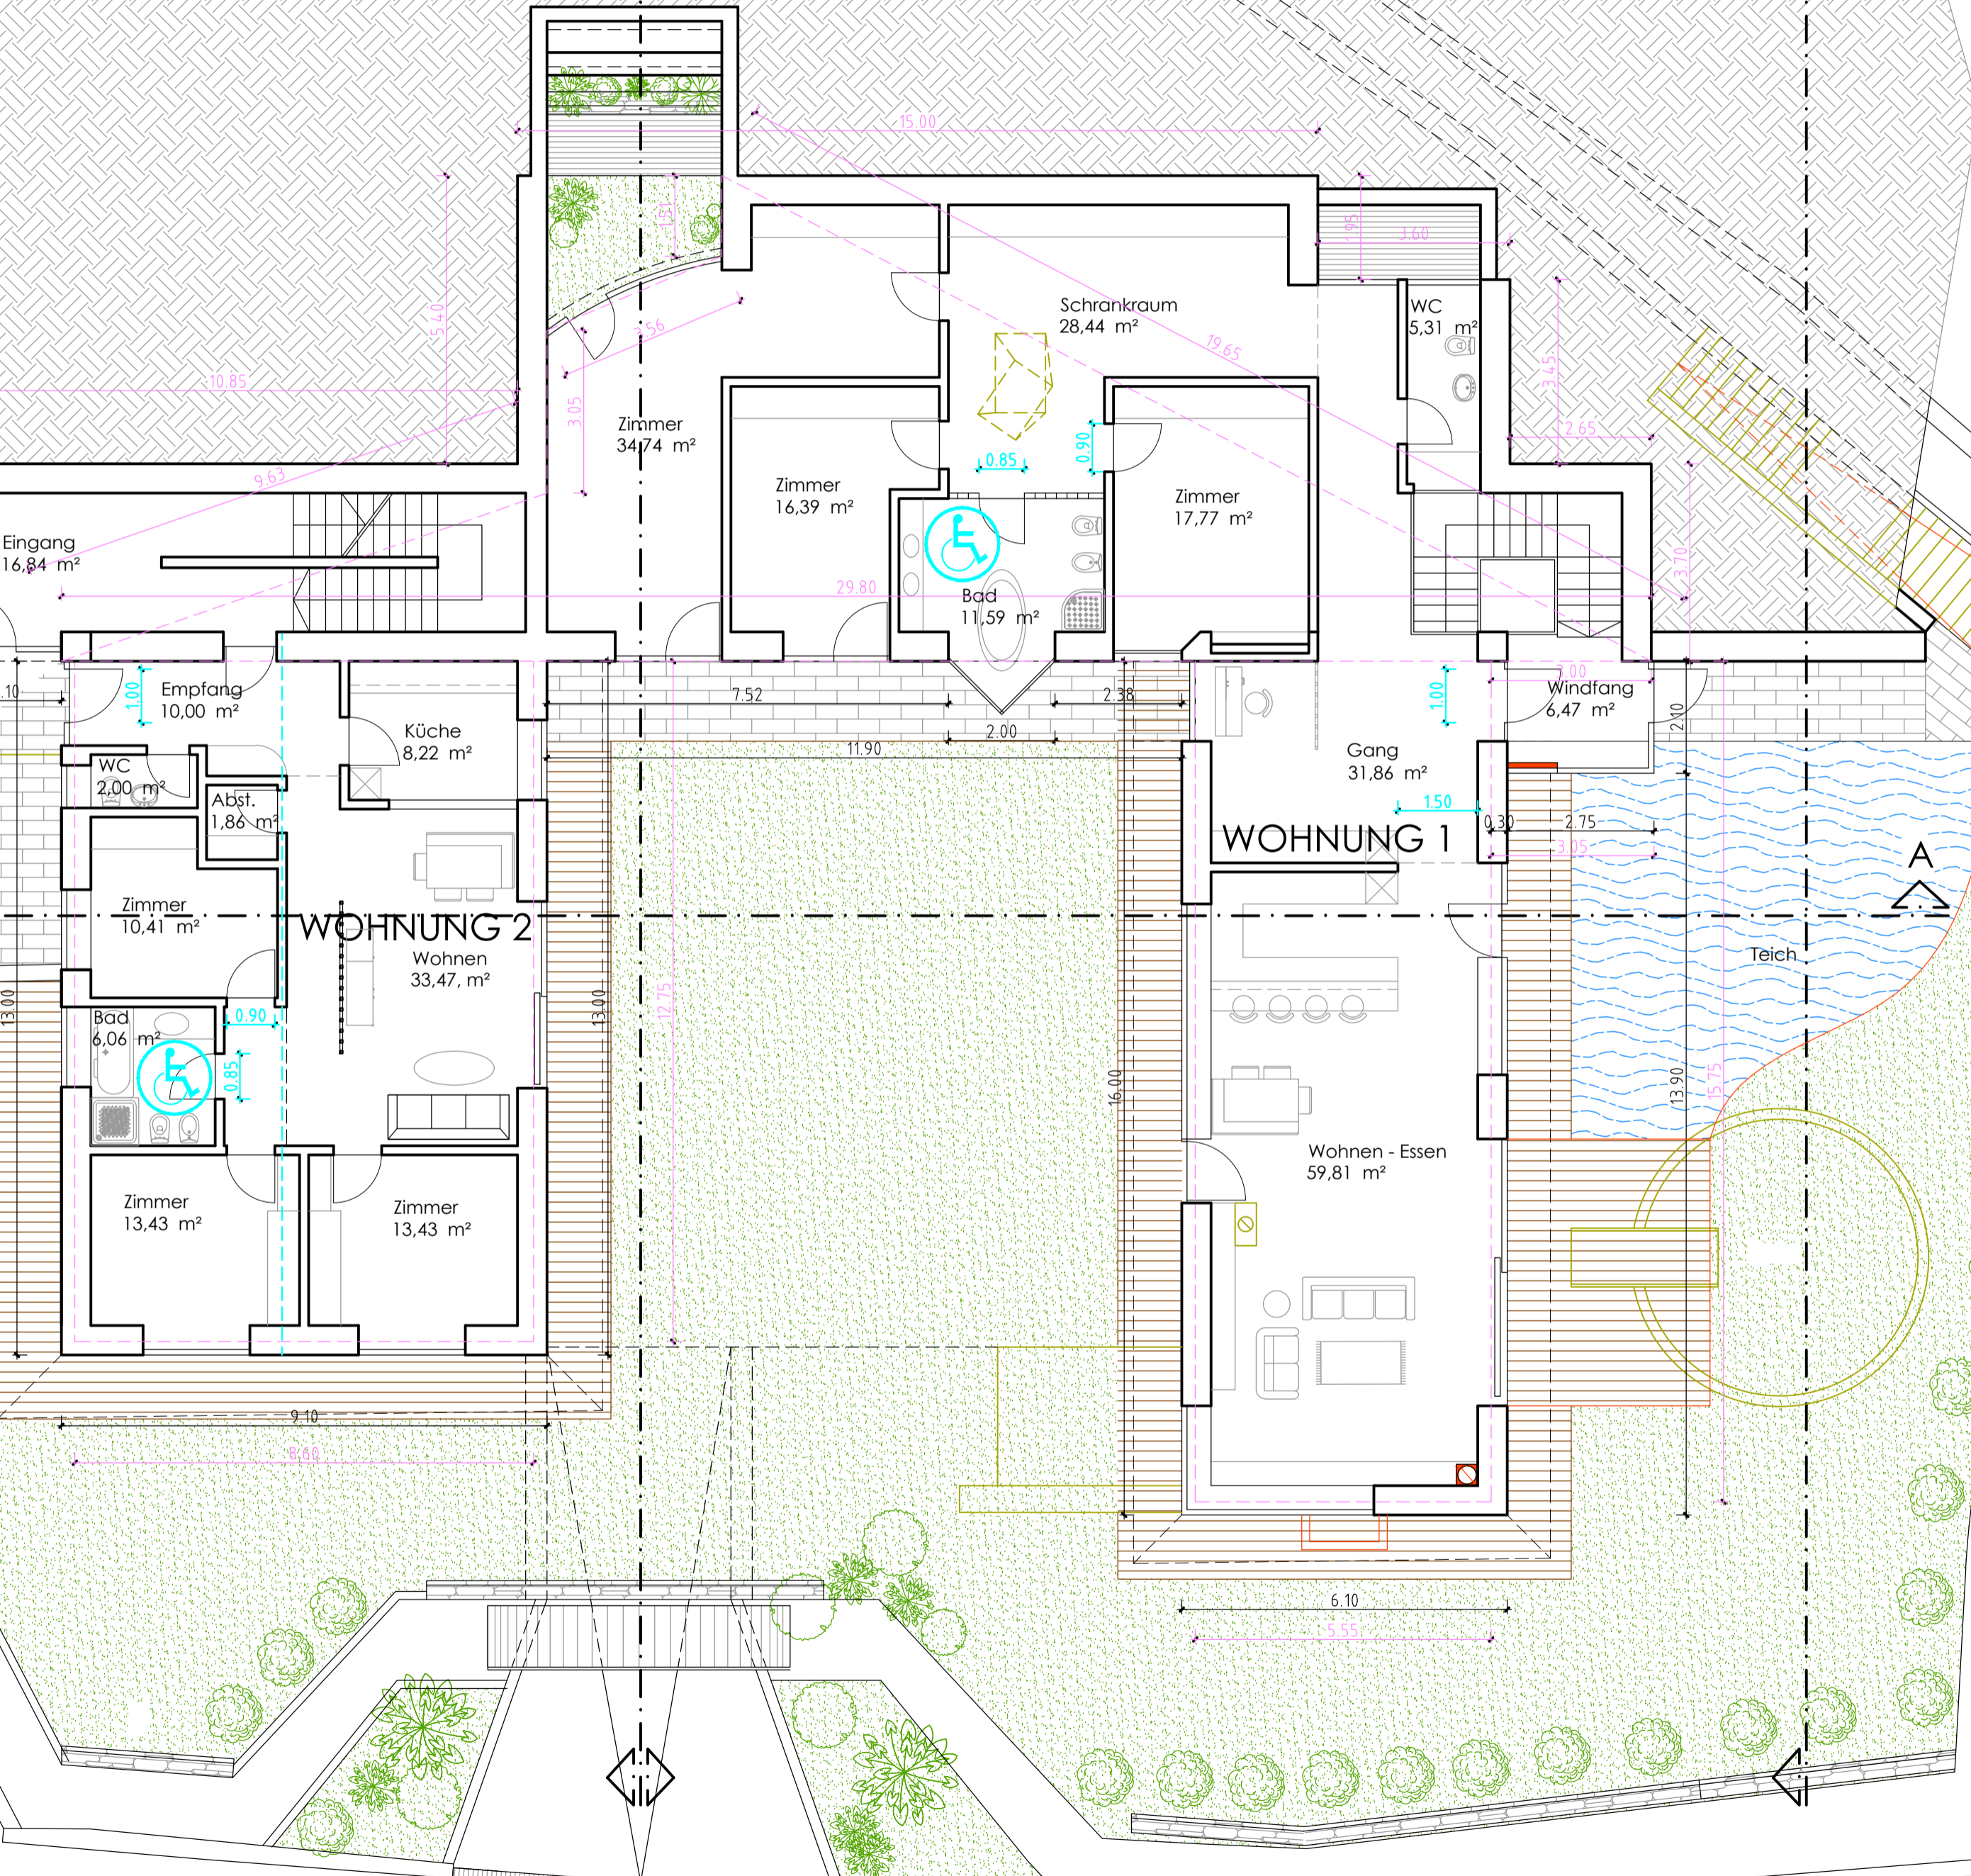 15.00
1.51
.95
3.60
5.40
3.56
Schrankraum
28,44 m²
WC
5,31 m²
19.65
3.45
10.85
3.05
Zimmer
34,74 m²
0.90
0.85
2.65
9.63
Zimmer
16,39 m²
Zimmer
17,77 m²
Eingang
16,84 m²
3.70
29.80
Bad
11,59 m²
Empfang
10,00 m²
1.00
.10
7.52
2.38
1.00
3.00
Windfang
6,47 m²
2.10
Küche
8,22 m²
2.00
11.90
Gang
31,86 m²
WC
2,00 m²
Abst.
1,86 m²
1.50
0.30
2.75
WOHNUNG 1
3.05
A
Zimmer
10,41 m²
WOHNUNG 2
Wohnen
33,47, m²
Teich
13.00
13.00
12.75
Bad
6,06 m²
0.90
0.85
16.00
13.90
15.75
Wohnen - Essen
59,81 m²
Zimmer
13,43 m²
Zimmer
13,43 m²
9.10
8.60
6.10
5.55